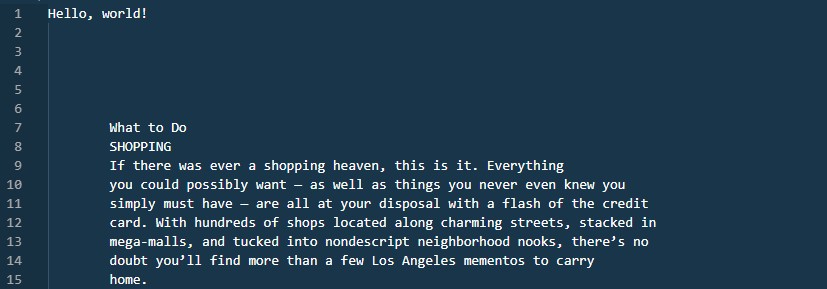 1 Hello, world!
2
3
4
5
6
7 What to Do
8 SHOPPING
9 If there was ever a shopping heaven, this is it. Everything
10 you could possibly want — as well as things you never even knew you
11 simply must have — are all at your disposal with a flash of the credit
12 card. With hundreds of shops located along charming streets, stacked in
13 mega-malls, and tucked into nondescript neighborhood nooks, there’s no
14 doubt you’ll find more than a few Los Angeles mementos to carry
15 home.